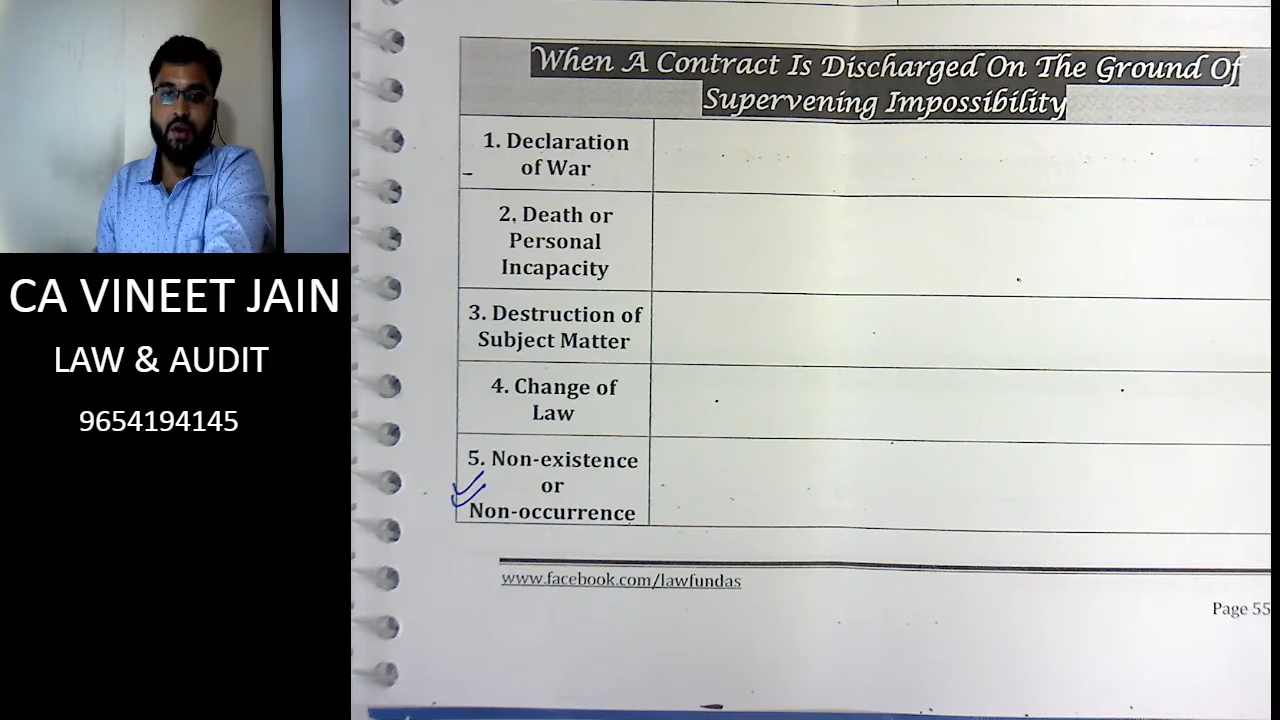 CA VINEET JAIN
LAW & AUDIT
9654194145
When A Contract Is Discharged On The Ground Of
Supervening Impossibility
1. Declaration
of War
2. Death or
Personal
Incapacity
3. Destruction of
Subject Matter
4. Change of
Law
5. Non-existence
or
Non-occurrence
www.facebook.com/lawfundas
Page 55